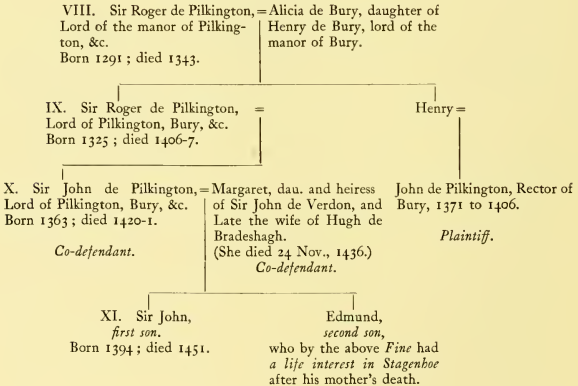 VIII. Sir Roger de Pilkington, = Alicia de Bury, daughter of
Lord of the manor of Pilking- Henry de Bury, lord of the
ton, &c. manor of Bury.
Born 1291 ; died 1343.
IX. Sir Roger de Pilkington, =
Lord of Pilkington, Bury, &c.
Born 1325 ; died 1406-7.
Henry =
X. Sir John de Pilkington, = Margaret, dau. and heiress
Lord of Pilkington, Bury, &c. of Sir John de Verdon, and
Born 1363 ; died 1420-1. Late the wife of Hugh de
Bradeshagh.
Co-defendant. (She died 24 Nov., 1436.)
Co-defendant.
John de Pilkington, Rector of
Bury, 1371 to 1406.
Plaintiff.
XI. Sir John,
first son.
Born 1394 ; died 1451.
Edmund,
second son,
who by the above Fine had
a life interest in Stagenhoe
after his mother's death.